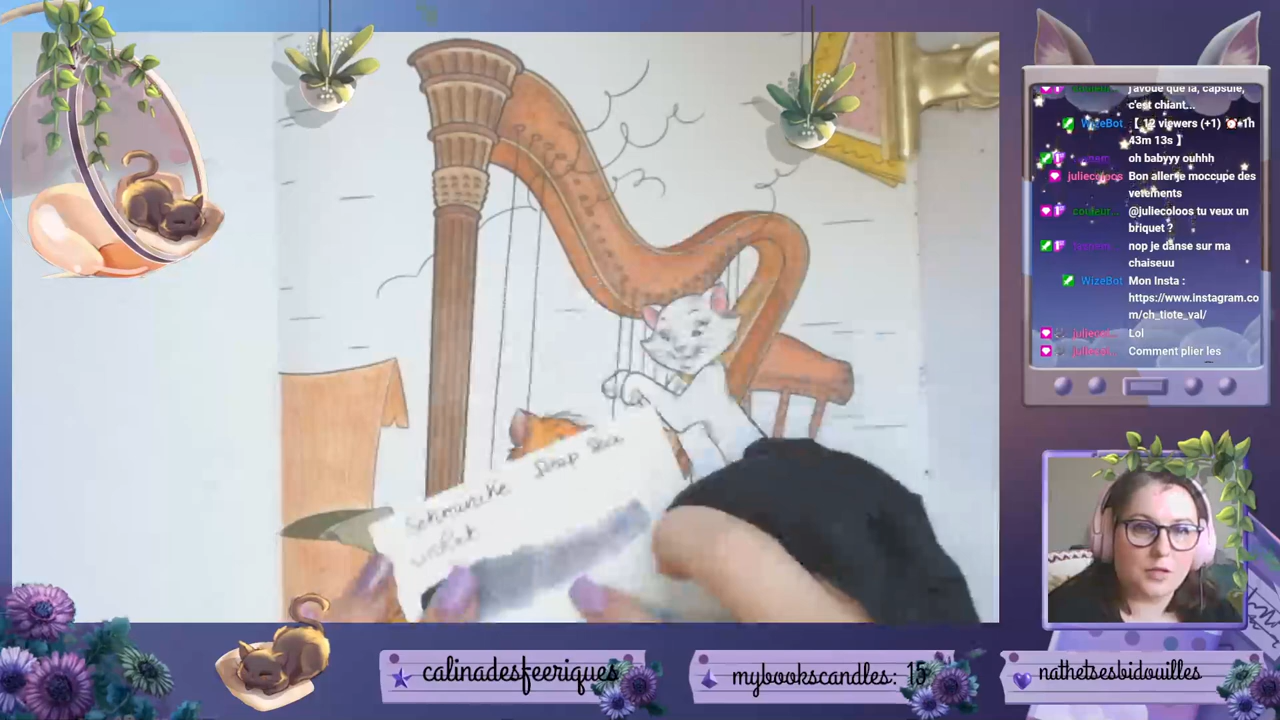 j'avoue que la, capsule,
c'est chiant...
WizeBot 【 12 viewers (+1) ⏰ 1h
43m 13s 】
oh babyyy ouhhh
juliecoloos Bon aller je moccupe des
vetements
@juliecoloos tu veux un
briquet ?
nop je danse sur ma
chaiseuu
WizeBot Mon Insta :
https://www.instagram.co
m/ch_tiote_val/
Lol
Comment plier les
calinadesfeeriques
mybookscandles: 15
nathetsesbidouilles